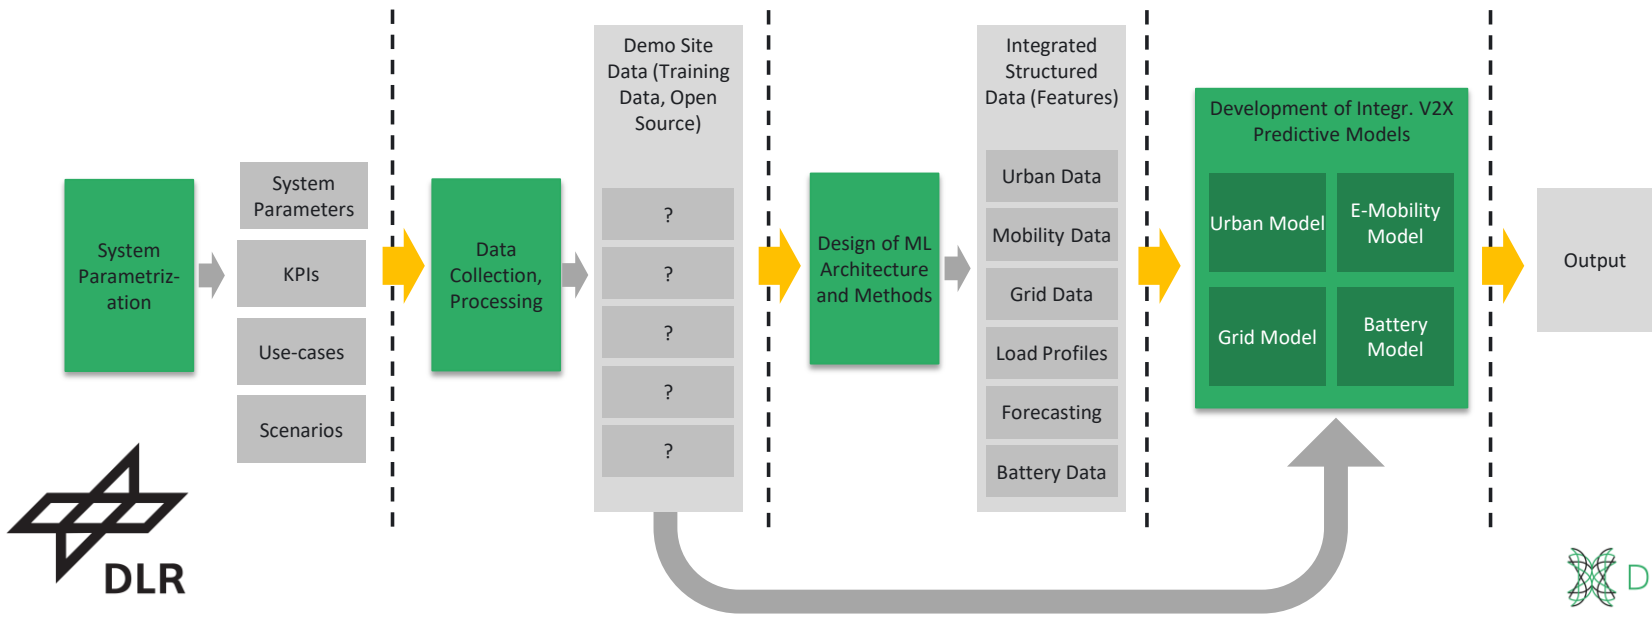 System
Parametriz-
ation
System
Parameters
KPIs
Use-cases
Scenarios
Data
Collection,
Processing
Demo Site
Data (Training
Data, Open
Source)
?
?
?
?
?
Design of ML
Architecture
and Methods
Integrated
Structured
Data (Features)
Urban Data
Mobility Data
Grid Data
Load Profiles
Forecasting
Battery Data
Development of Integr. V2X
Predictive Models
Urban Model
E-Mobility
Model
Grid Model
Battery
Model
Output
DLR
D